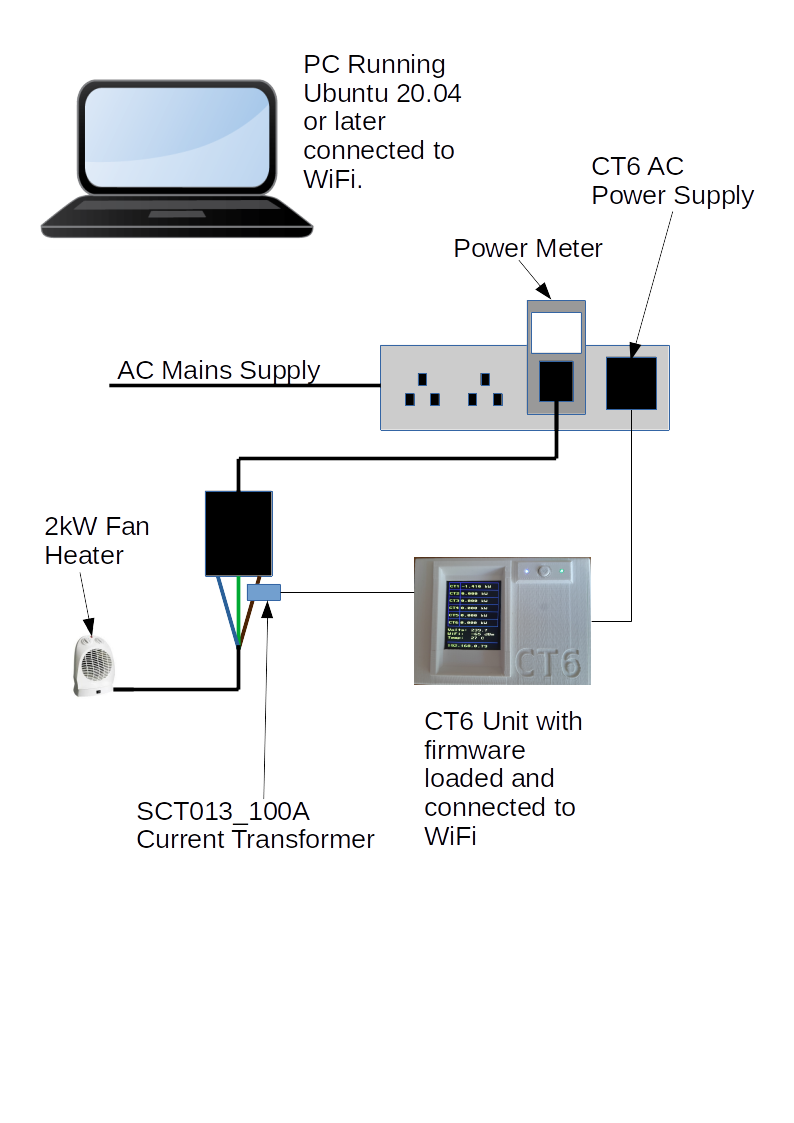 PC Running
Ubuntu 20.04
or later
connected to
WiFi.
CT6 AC
Power Supply
Power Meter
AC Mains Supply
2kW Fan
Heater
CT1 -1.410 kW
CT2 0.000 kW
CT3 0.000 kW
CT4 0.000 kW
CT5 0.000 kW
CT6 0.000 kW
Volts: 239.7
WiFi: -65 dBm
Temp: 27 C
192.168.0.79
CT6
CT6 Unit with
firmware
loaded and
connected to
WiFi
SCT013_100A
Current Transformer